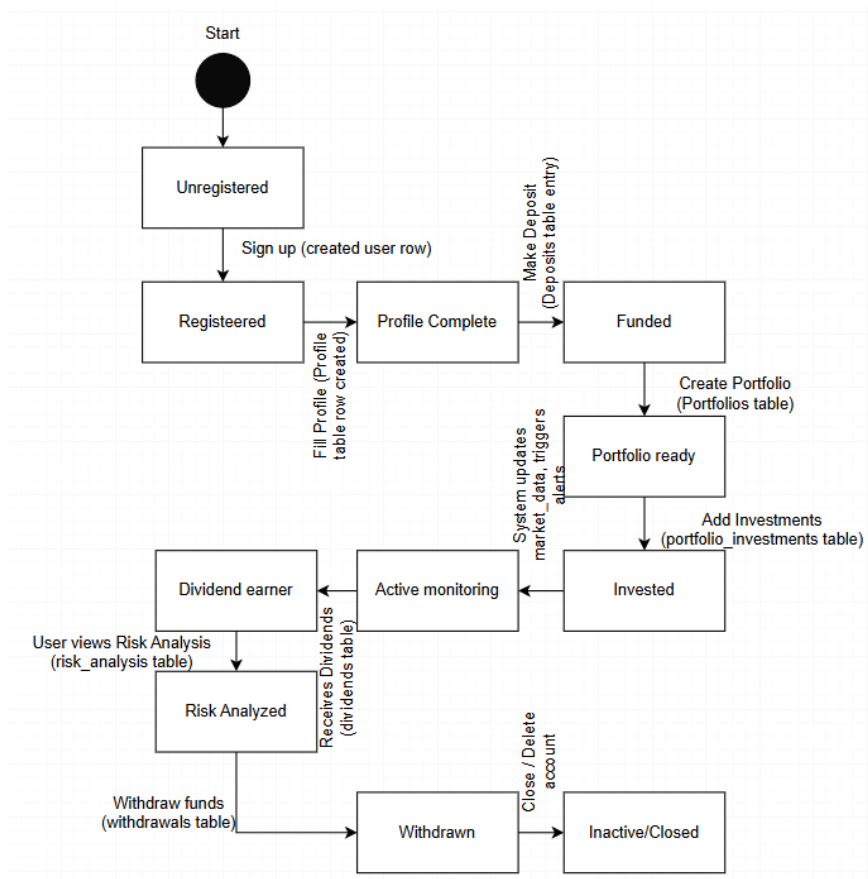 Start
Unregistered
Sign up (created user row)
Registeered
Fill Profile (Profile
table row created)
Profile Complete
Make Deposit
(Deposits table entry)
Funded
Create Portfolio
(Portfolios table)
Portfolio ready
Add Investments
(portfolio_investments table)
Invested
System updates
market_data, triggers
alerts
Active monitoring
Receives Dividends
(dividends table)
Dividend earner
User views Risk Analysis
(risk_analysis table)
Risk Analyzed
Withdraw funds
(withdrawals table)
Withdrawn
Close / Delete
account
Inactive/Closed